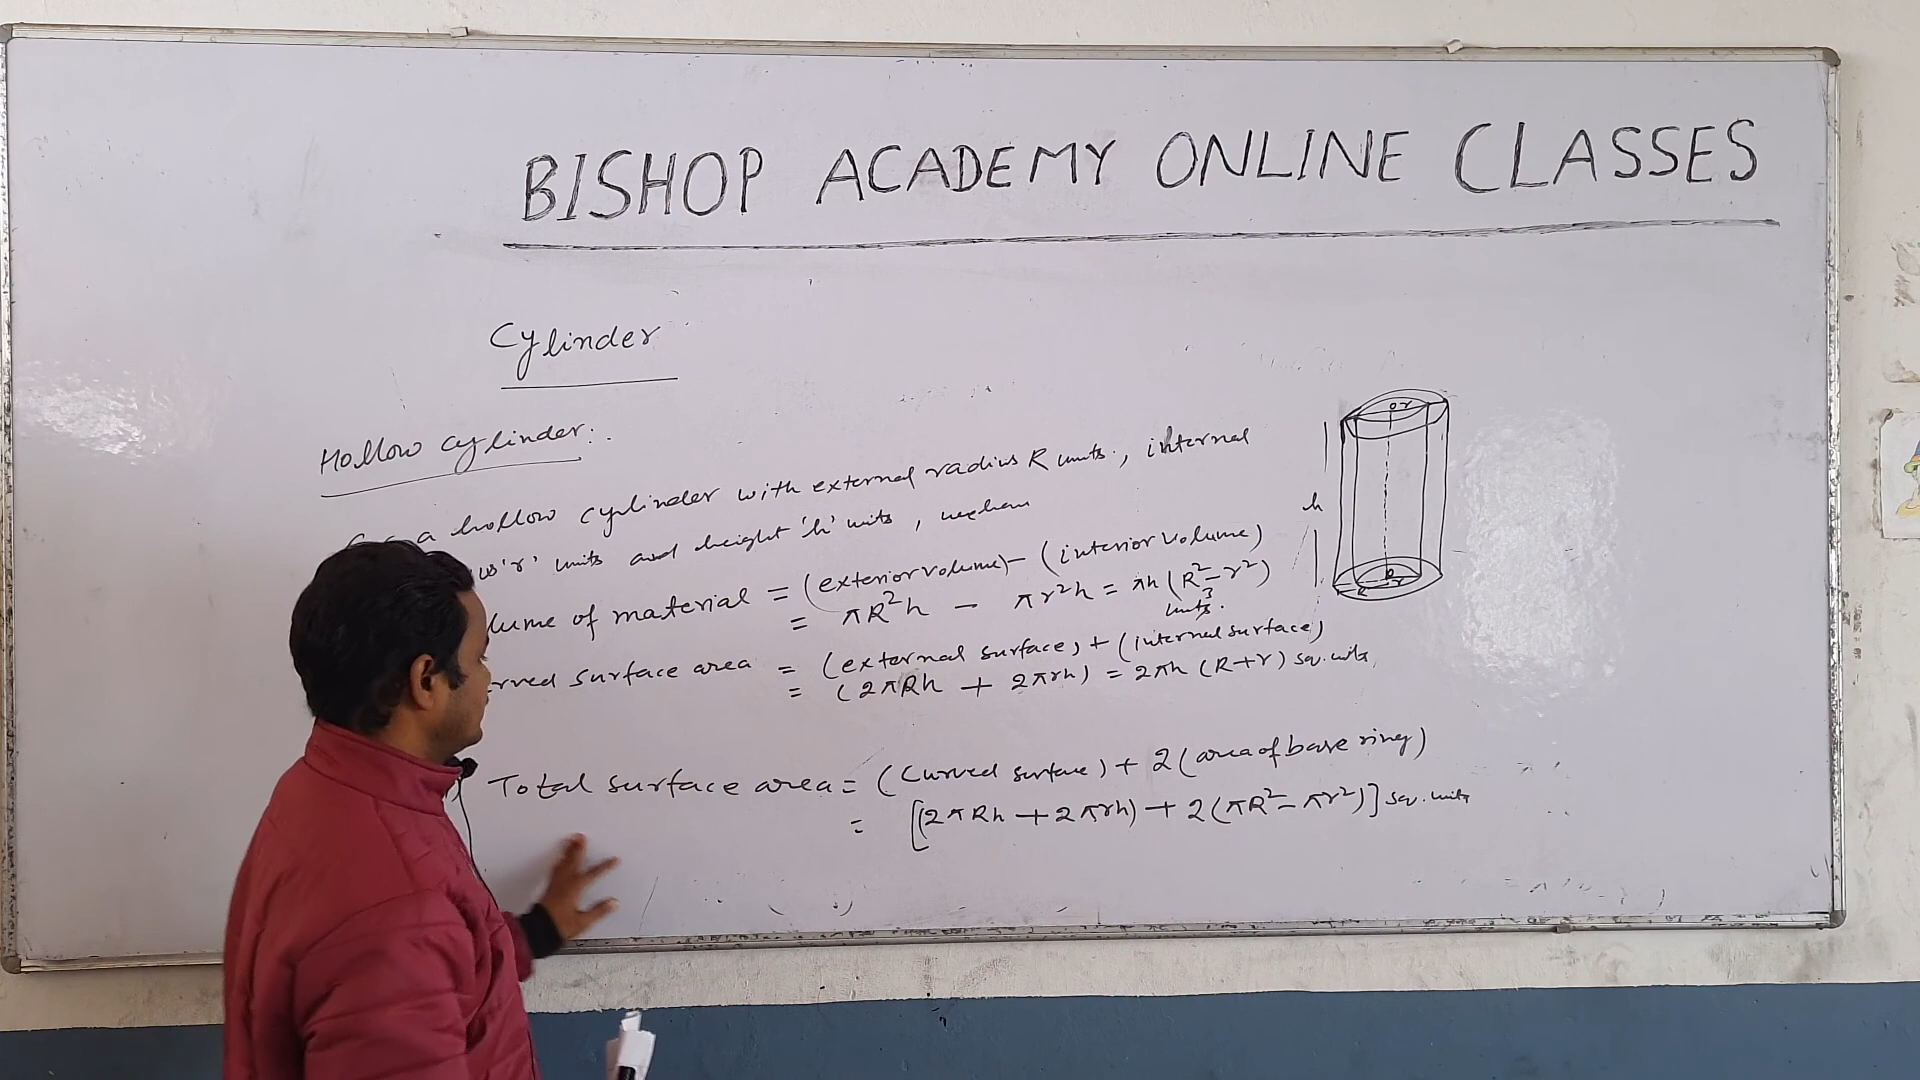 BISHOP ACADEMY ONLINE CLASSES
Cylinder
Hollow cylinder:.
a hollow cylinder with external radius R units., internal
us 'r' units and height 'h' units, we have
lume of material = (exterior volume) - (interior volume)
= πR²h - πr²h = πh (R² - r²)
units³.
rved surface area = (external surface) + (internal surface)
= (2πRh + 2πrh) = 2πh (R+r) sq. units,
Total surface area = (curved surface) + 2 (area of base ring)
= [(2πRh + 2πrh) + 2 (πR² - πr²)] sq. units
o r
h
r
R